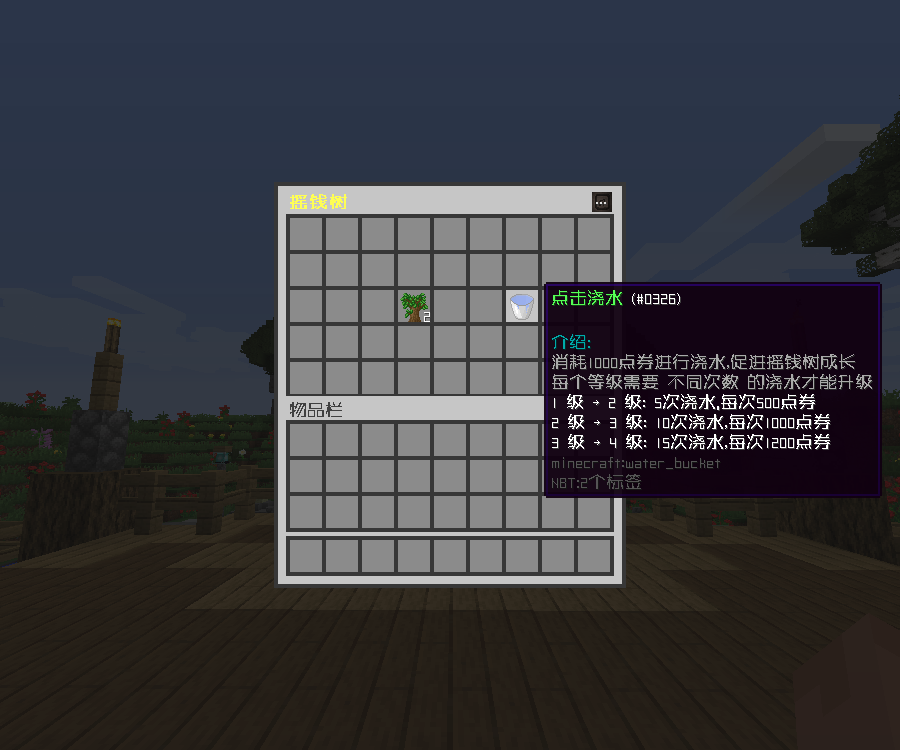 摇钱树
2
点击浇水 (#0326)
介绍:
消耗1000点券进行浇水,促进摇钱树成长
每个等级需要 不同次数 的浇水才能升级
1 级 → 2 级: 5次浇水,每次500点券
2 级 → 3 级: 10次浇水,每次1000点券
3 级 → 4 级: 15次浇水,每次1200点券
minecraft:water_bucket
NBT:2个标签
物品栏